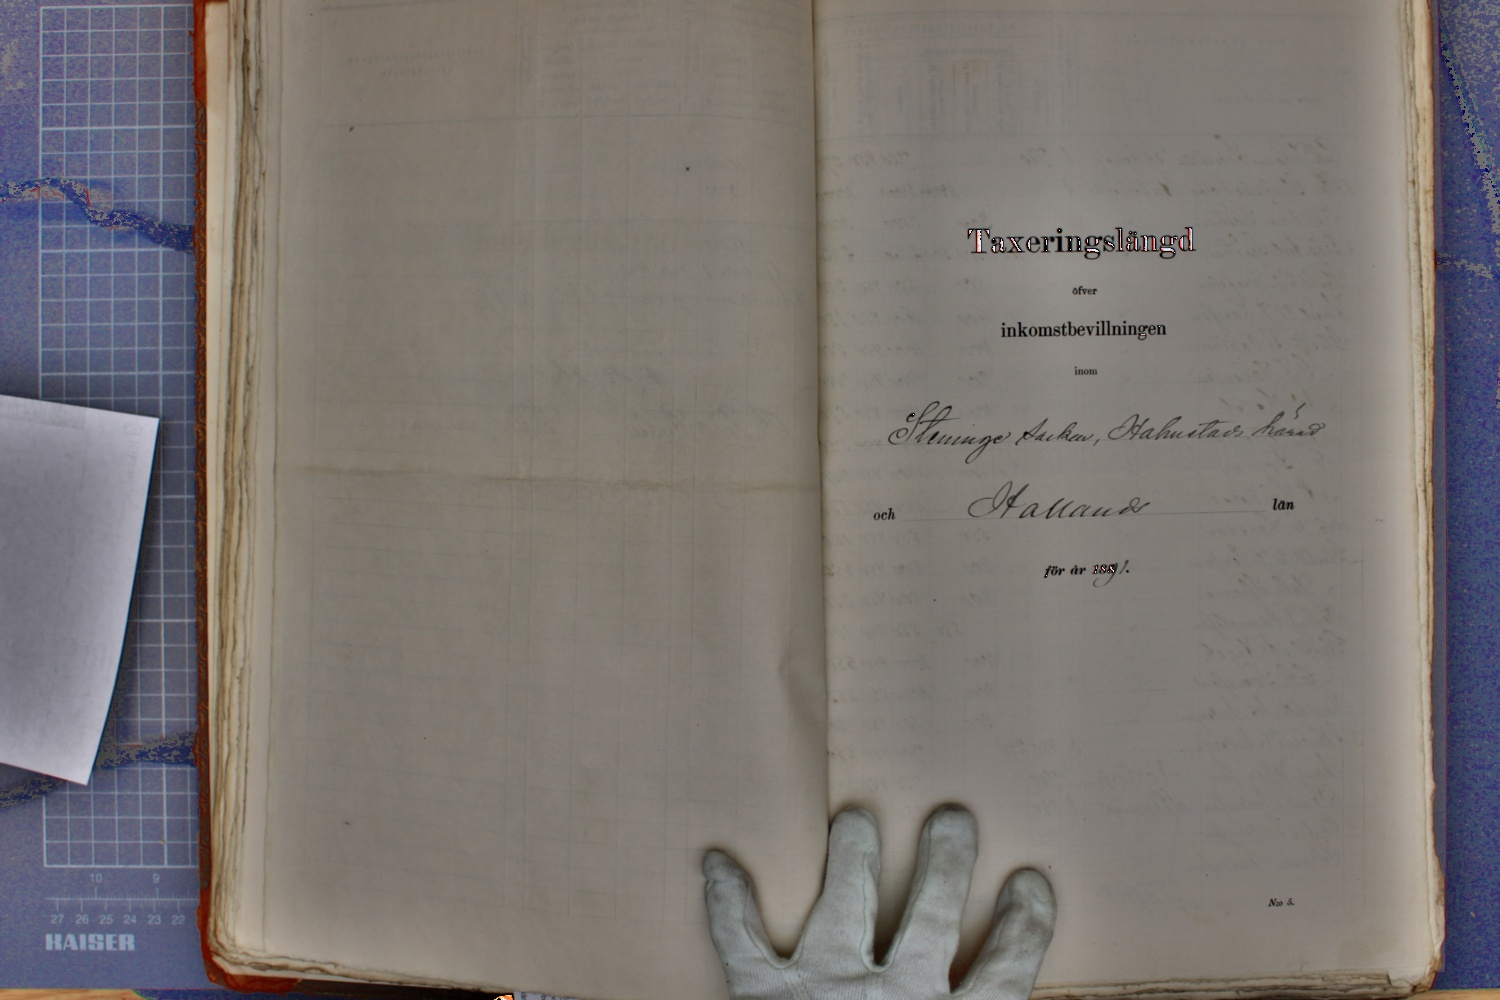 Taxeringslängd
öfver
inkomstbevillningen
inom
Steninge socken, Halmstads härad
och Hallands län
för år 1891.
N:o 5.
10 9
27 26 25 24 23 22
KAISER